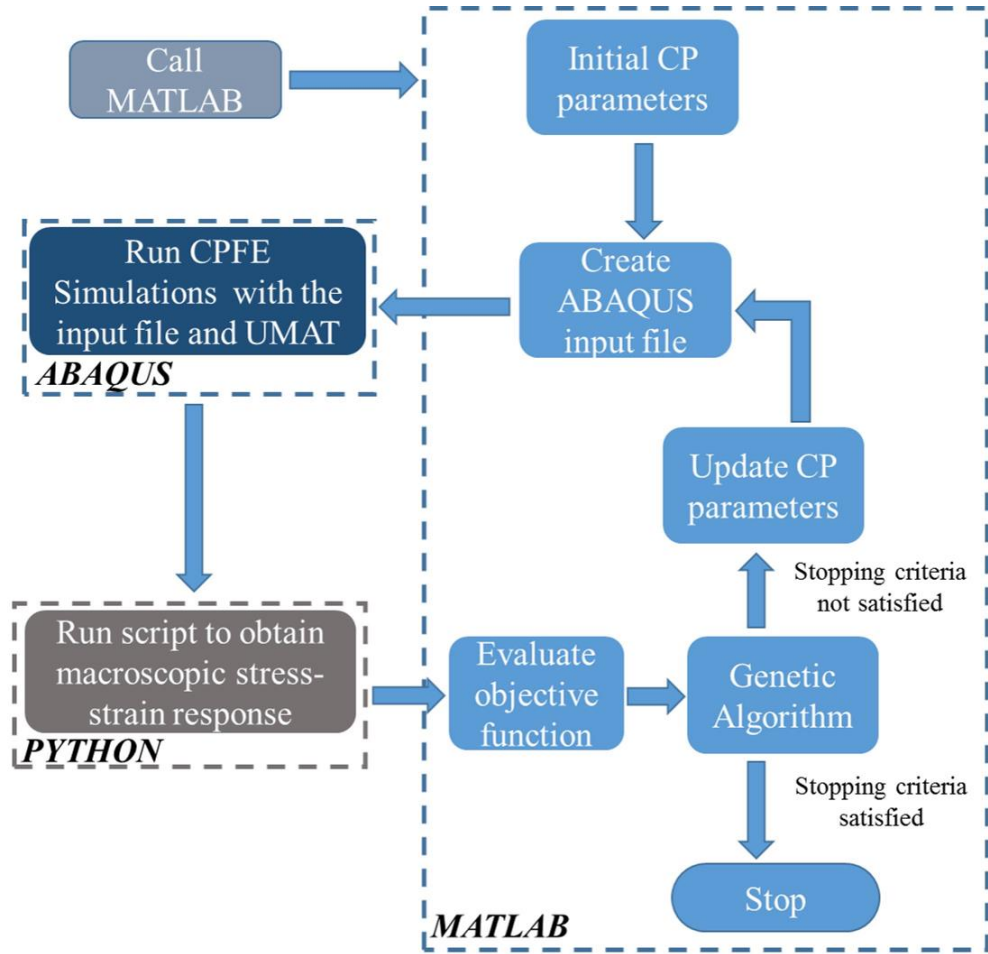 Call
MATLAB
Initial CP
parameters
Run CPFE
Simulations with the
input file and UMAT
ABAQUS
Create
ABAQUS
input file
Update CP
parameters
Stopping criteria
not satisfied
Run script to obtain
macroscopic stress-
strain response
PYTHON
Evaluate
objective
function
Genetic
Algorithm
Stopping criteria
satisfied
Stop
MATLAB